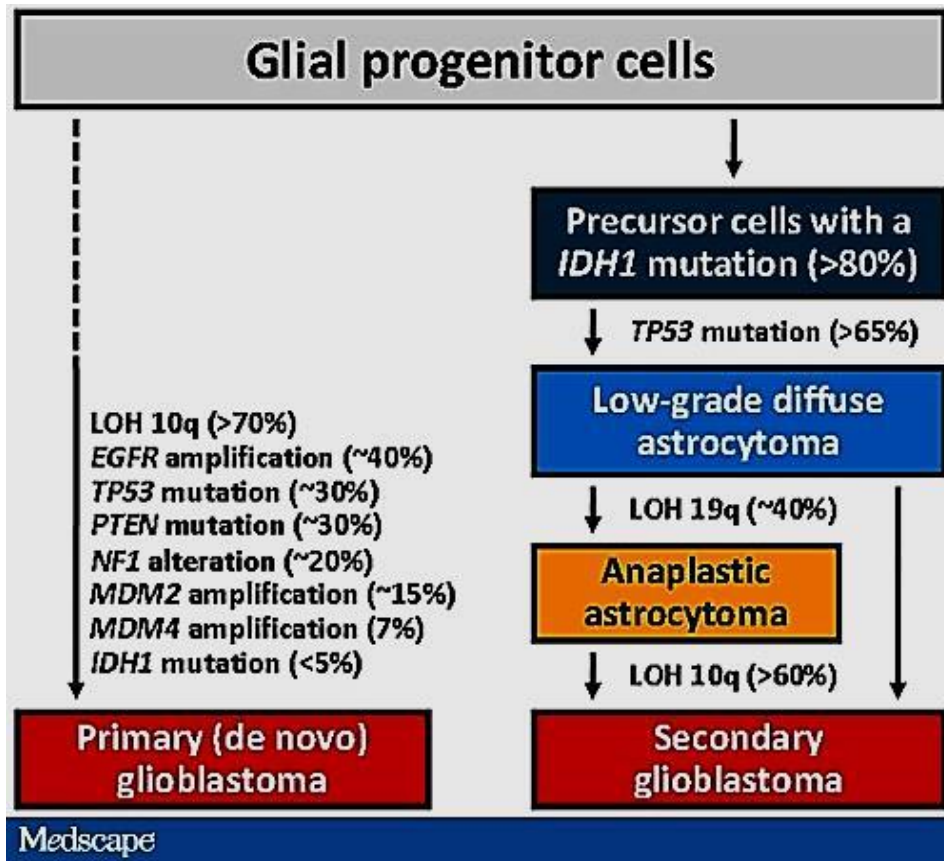 Glial progenitor cells
Precursor cells with a
IDH1 mutation (>80%)
TP53 mutation (>65%)
Low-grade diffuse
astrocytoma
LOH 10q (>70%)
EGFR amplification (~40%)
TP53 mutation (~30%)
PTEN mutation (~30%)
NF1 alteration (~20%)
MDM2 amplification (~15%)
MDM4 amplification (7%)
IDH1 mutation (<5%)
LOH 19q (~40%)
Anaplastic
astrocytoma
LOH 10q (>60%)
Primary (de novo)
glioblastoma
Secondary
glioblastoma
Medscape